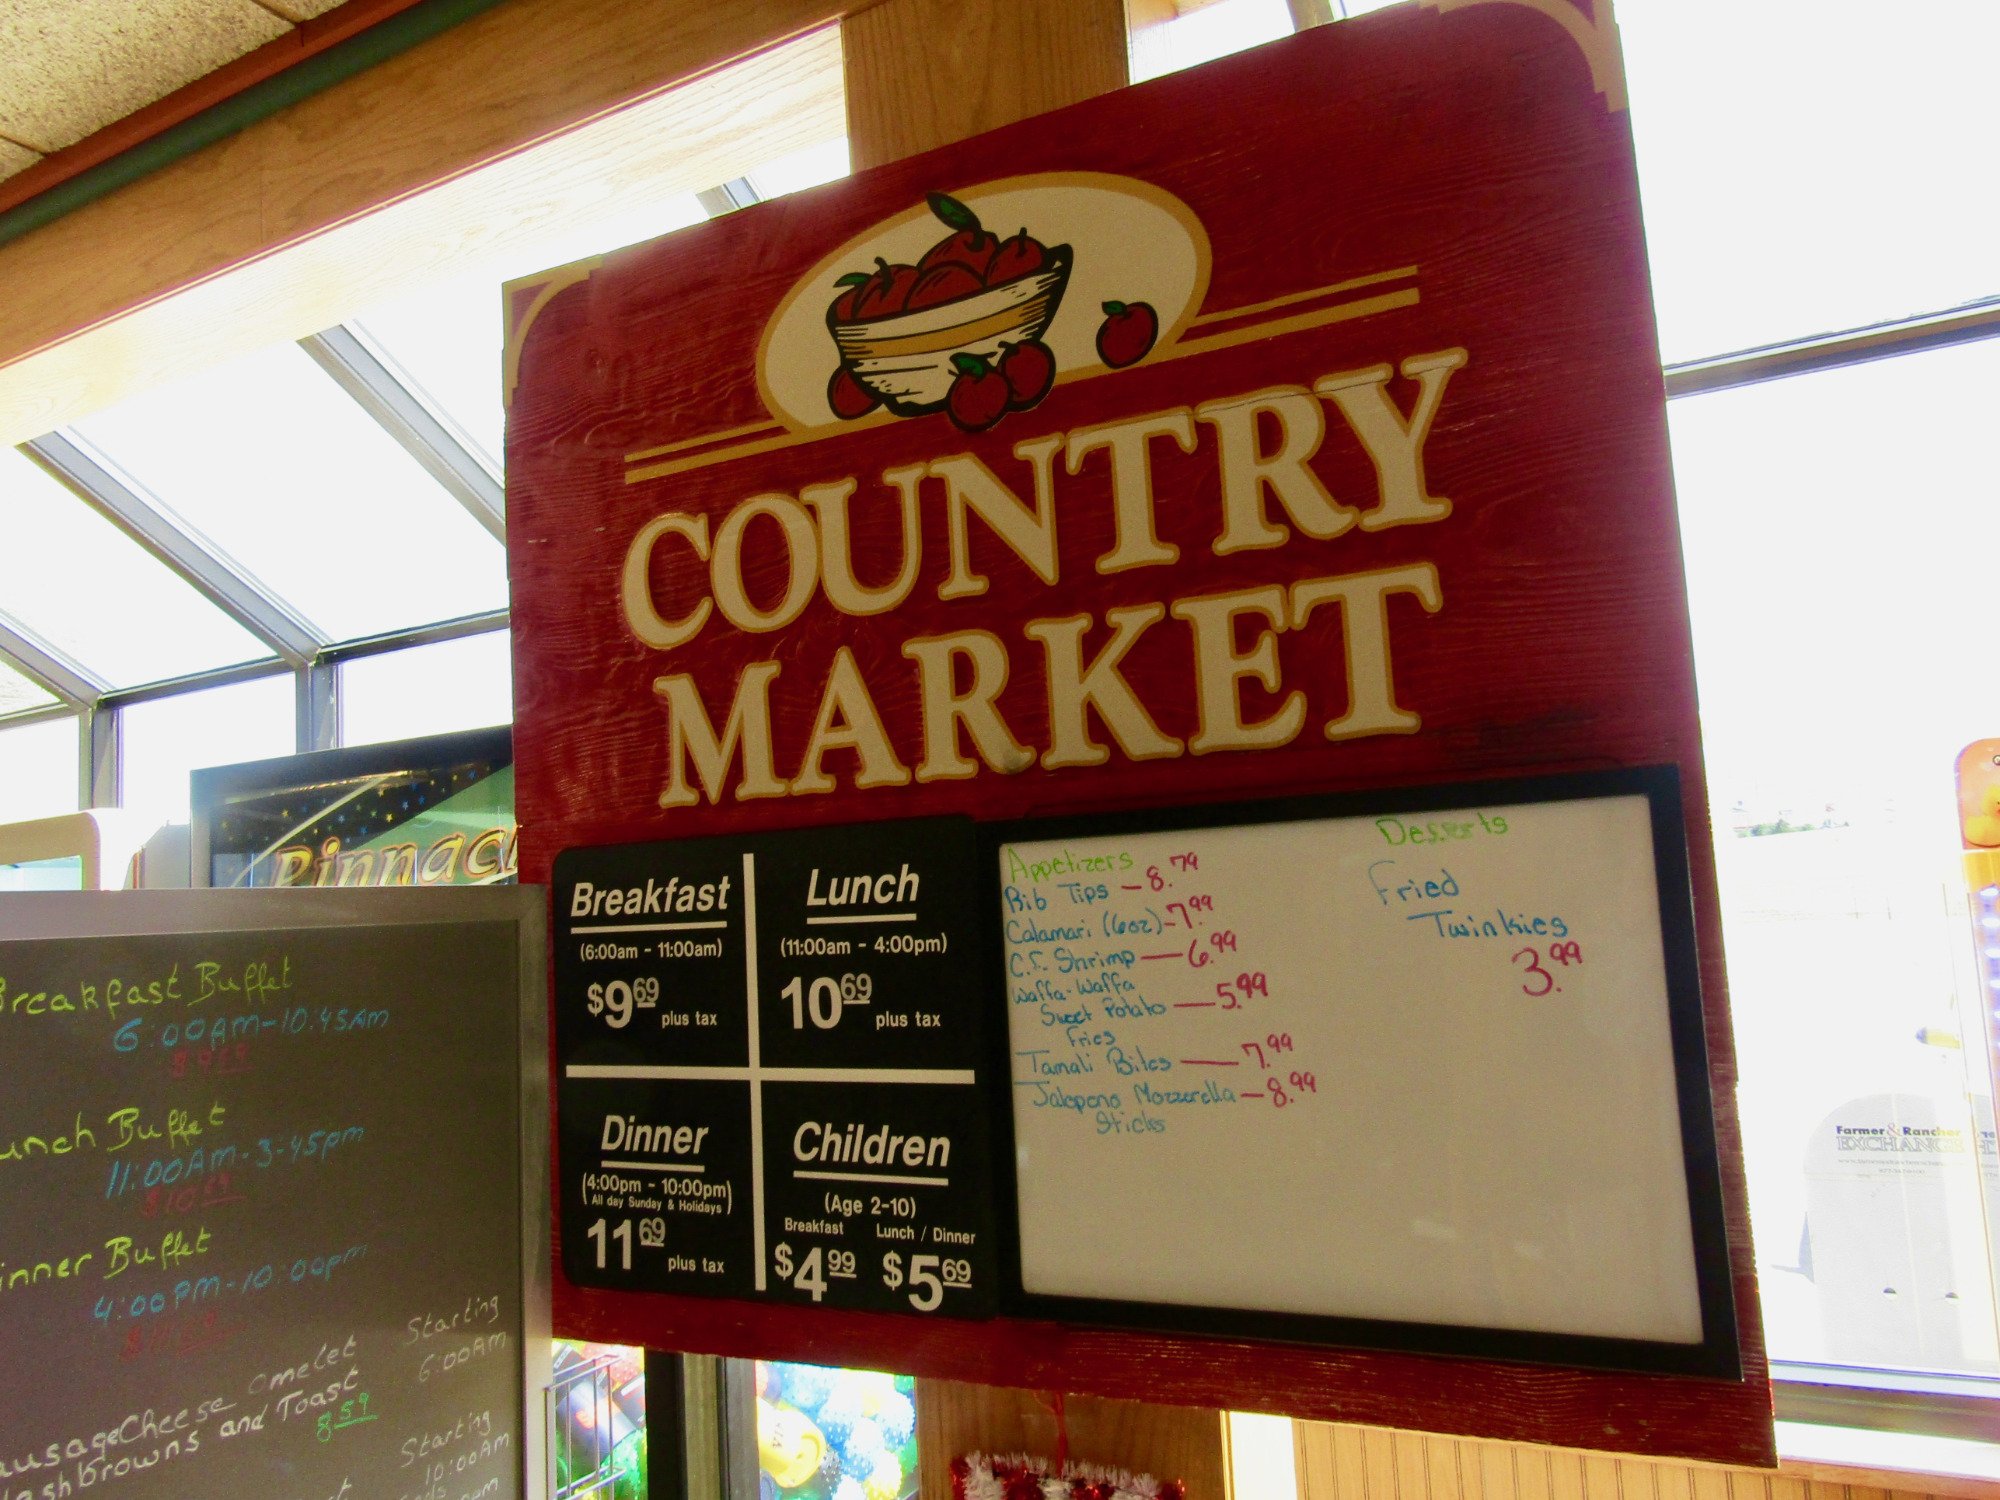 COUNTRY
MARKET
Breakfast
(6:00am - 11:00am)
$9.69 plus tax
Lunch
(11:00am - 4:00pm)
10.69 plus tax
Dinner
(4:00pm - 10:00pm)
All day Sunday & Holidays
11.69 plus tax
Children
(Age 2-10)
Breakfast Lunch / Dinner
$4.99 $5.69
Appetizers
Rib Tips - 8.79
Calamari (6oz) - 7.99
C.F. Shrimp - 6.99
Waffa-Waffa
Sweet Potato - 5.99
Fries
Tamali Bites - 7.99
Jalapeno Mozzerella - 8.99
Sticks
Desserts
Fried
Twinkies
3.99
Breakfast Buffet
6:00AM-10:45AM
unch Buffet
11:00AM-3:45pm
inner Buffet
4:00PM-10:00pm
ausage Cheese omelet
ashbrowns and Toast
8.59
Starting
6:00AM
Starting
10:00AM
Pinnacl
Farmer & Rancher
EXCHANGE